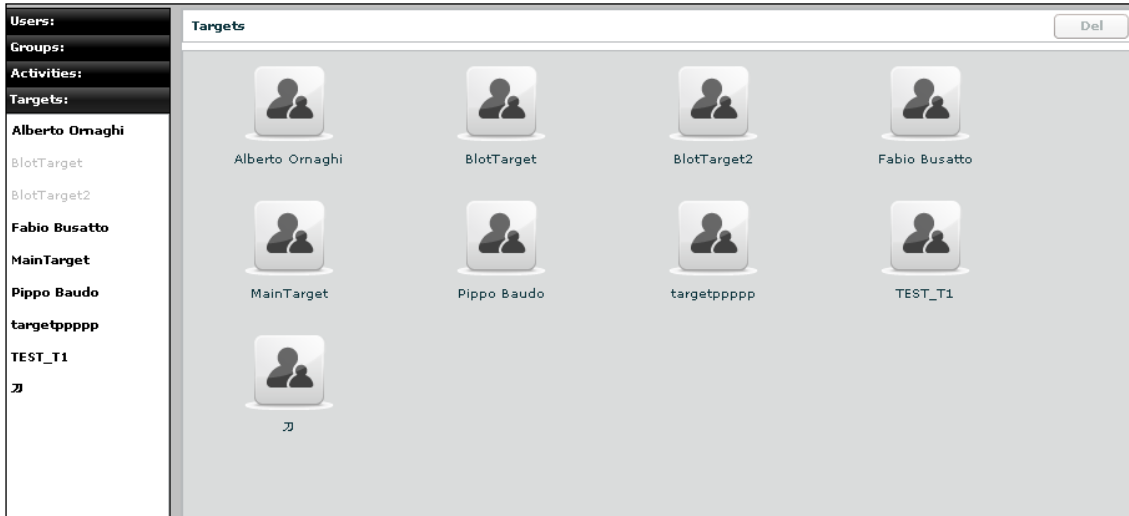 Users:
Groups:
Activities:
Targets:
Alberto Ornaghi
BlotTarget
BlotTarget2
Fabio Busatto
MainTarget
Pippo Baudo
targetppppp
TEST_T1
刀
Targets
Del
Alberto Ornaghi
BlotTarget
BlotTarget2
Fabio Busatto
MainTarget
Pippo Baudo
targetppppp
TEST_T1
刀